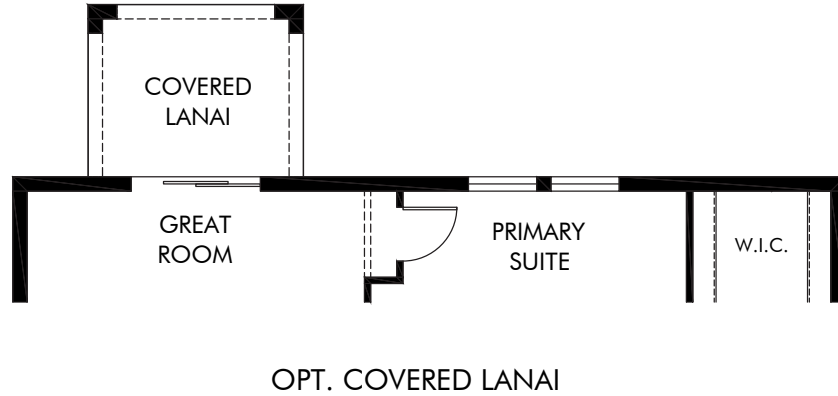 COVERED
LANAI
GREAT
ROOM
PRIMARY
SUITE
W.I.C.
OPT. COVERED LANAI